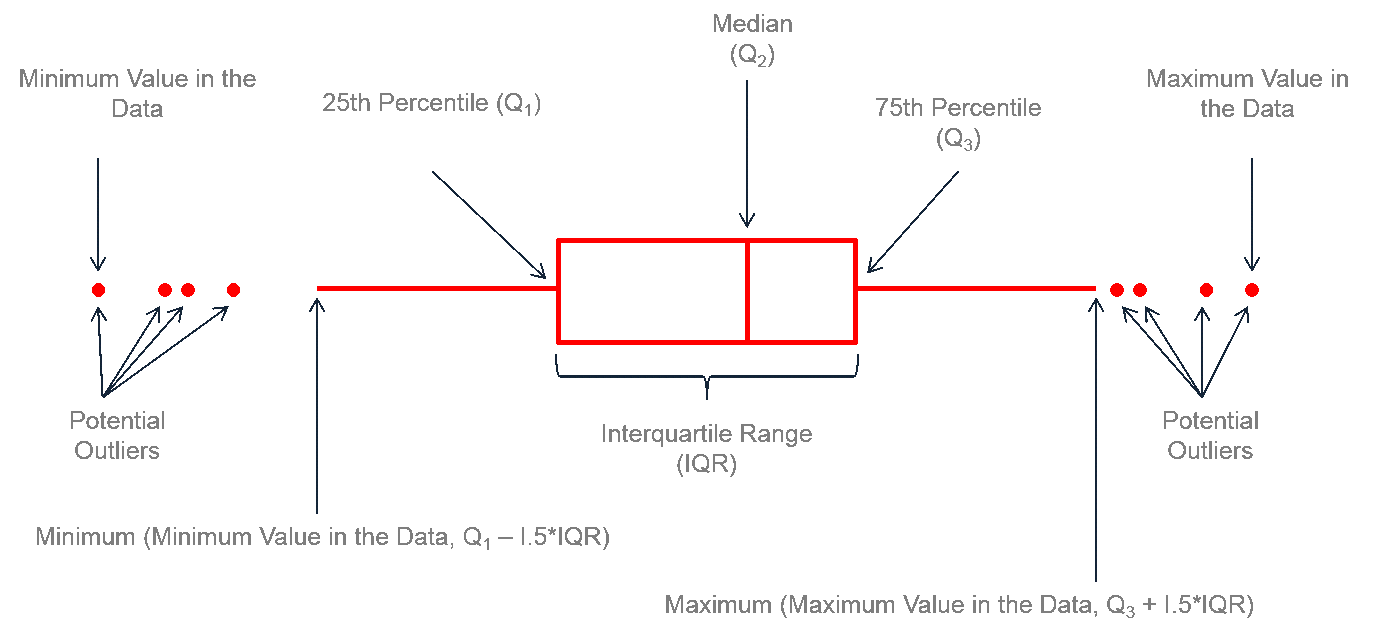 Median
(Q₂)
Minimum Value in the
Data
25th Percentile (Q₁)
75th Percentile
(Q₃)
Maximum Value in
the Data
Potential
Outliers
Interquartile Range
(IQR)
Potential
Outliers
Minimum (Minimum Value in the Data, Q₁ – I.5*IQR)
Maximum (Maximum Value in the Data, Q₃ + I.5*IQR)